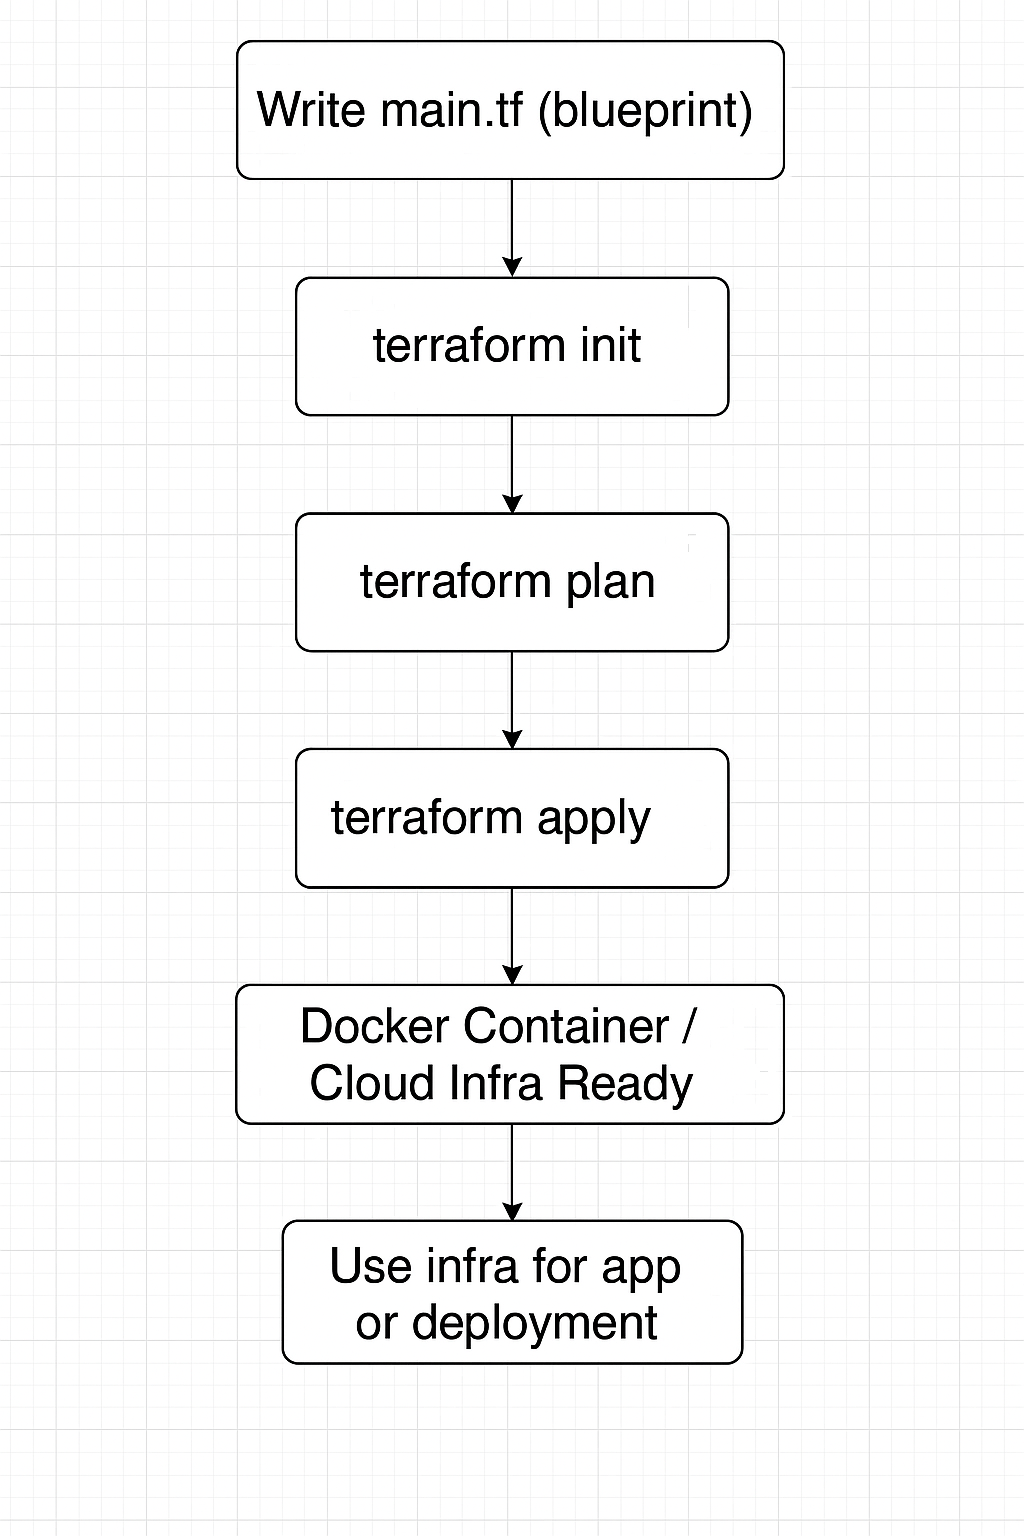 Write main.tf (blueprint)
terraform init
terraform plan
terraform apply
Docker Container /
Cloud Infra Ready
Use infra for app
or deployment